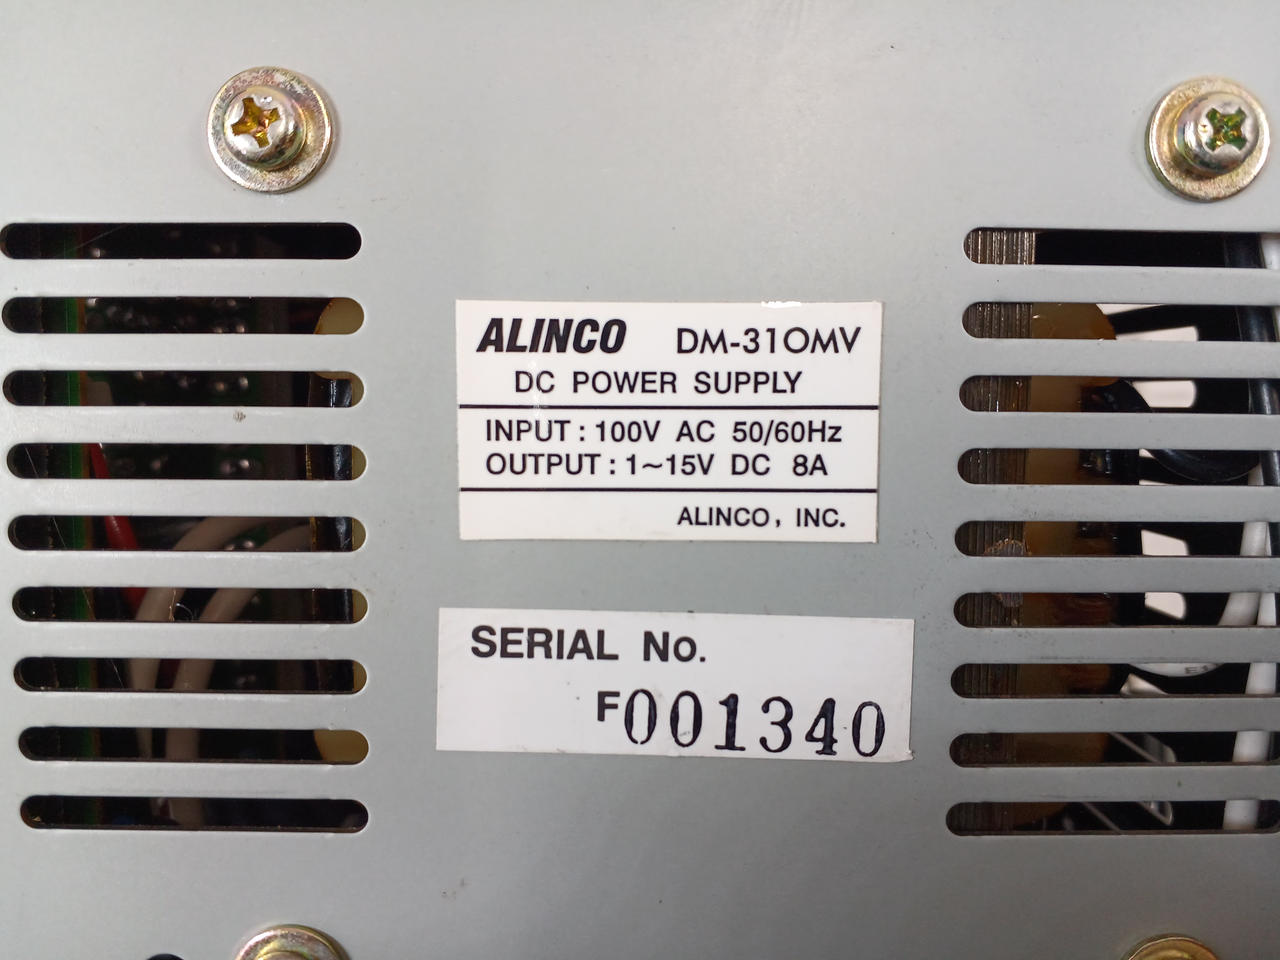 ALINCO DM-310MV
DC POWER SUPPLY
INPUT : 100V AC 50/60Hz
OUTPUT : 1~15V DC 8A
ALINCO, INC.
SERIAL No.
F001340